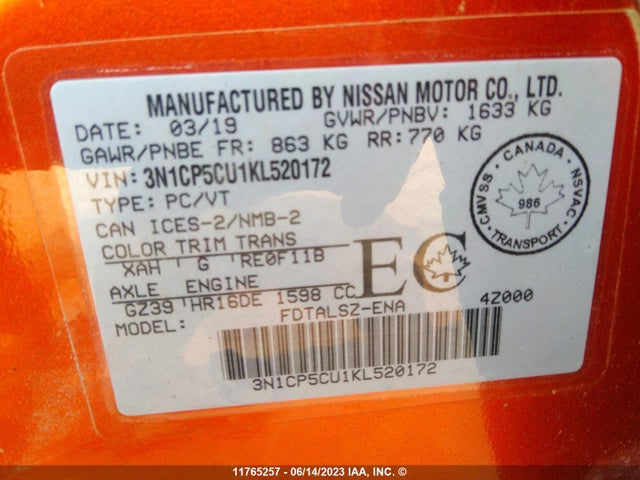 MANUFACTURED BY NISSAN MOTOR CO., LTD.
DATE: 03/19 GVWR/PNBV: 1633 KG
GAWR/PNBE FR: 863 KG RR: 770 KG
VIN: 3N1CP5CU1KL520172
TYPE: PC/VT
CAN ICES-2/NMB-2
COLOR TRIM TRANS
XAH G RE0F11B
AXLE ENGINE
GZ39 HR16DE 1598 CC
MODEL: FDTALSZ-ENA 4Z000
EC
CANADA
CMVSS NSVAC
986
TRANSPORT
3N1CP5CU1KL520172
11765257 - 06/14/2023 IAA, INC. ©